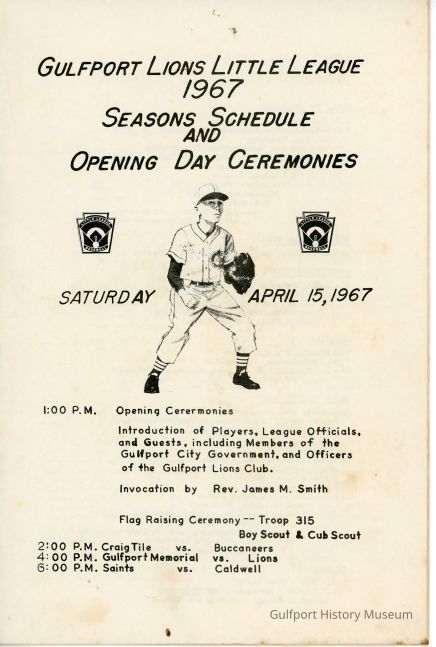 GULFPORT LIONS LITTLE LEAGUE
1967
SEASONS SCHEDULE
AND
OPENING DAY CEREMONIES
SATURDAY APRIL 15, 1967
1:00 P.M. Opening Cerermonies
Introduction of Players, League Officials,
and Guests, including Members of the
Gulfport City Government, and Officers
of the Gulfport Lions Club.
Invocation by Rev. James M. Smith
Flag Raising Ceremony -- Troop 315
Boy Scout & Cub Scout
2:00 P.M. Craig Tile vs. Buccaneers
4:00 P.M. Gulfport Memorial vs. Lions
6:00 P.M. Saints vs. Caldwell
Gulfport History Museum